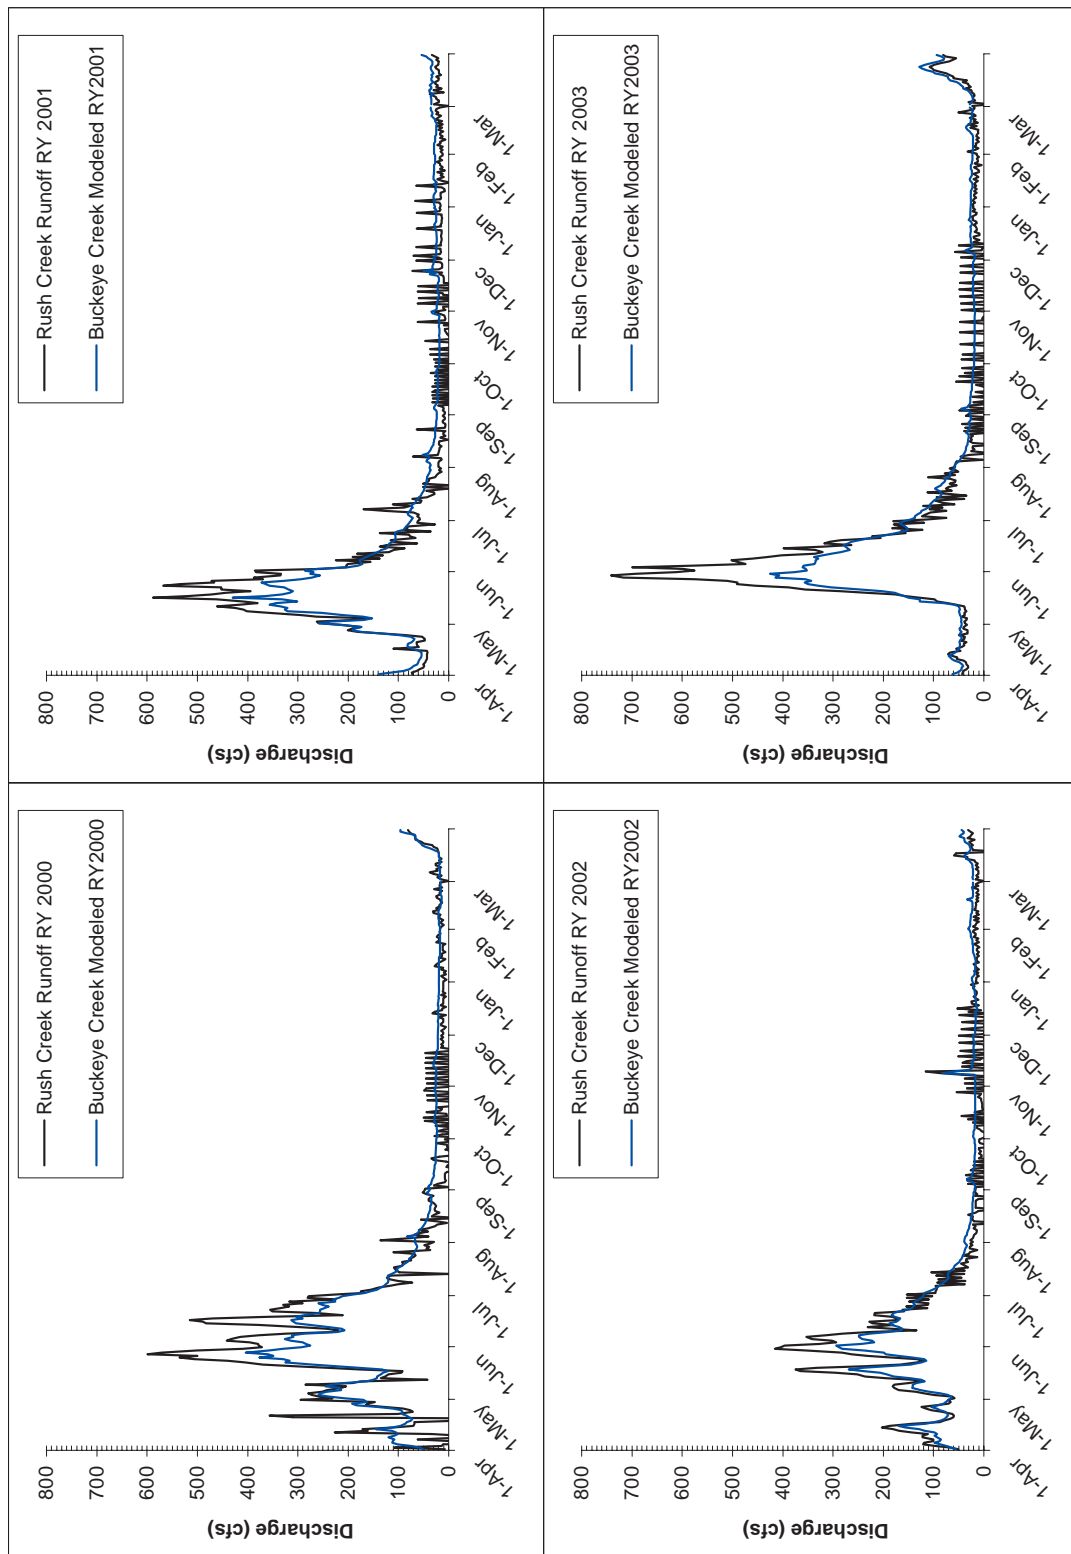 Rush Creek Runoff RY 2000
Buckeye Creek Modeled RY2000
Discharge (cfs)
800
700
600
500
400
300
200
100
0
1-Apr
1-May
1-Jun
1-Jul
1-Aug
1-Sep
1-Oct
1-Nov
1-Dec
1-Jan
1-Feb
1-Mar
Rush Creek Runoff RY 2001
Buckeye Creek Modeled RY2001
Discharge (cfs)
800
700
600
500
400
300
200
100
0
1-Apr
1-May
1-Jun
1-Jul
1-Aug
1-Sep
1-Oct
1-Nov
1-Dec
1-Jan
1-Feb
1-Mar
Rush Creek Runoff RY 2002
Buckeye Creek Modeled RY2002
Discharge (cfs)
800
700
600
500
400
300
200
100
0
1-Apr
1-May
1-Jun
1-Jul
1-Aug
1-Sep
1-Oct
1-Nov
1-Dec
1-Jan
1-Feb
1-Mar
Rush Creek Runoff RY 2003
Buckeye Creek Modeled RY2003
Discharge (cfs)
800
700
600
500
400
300
200
100
0
1-Apr
1-May
1-Jun
1-Jul
1-Aug
1-Sep
1-Oct
1-Nov
1-Dec
1-Jan
1-Feb
1-Mar